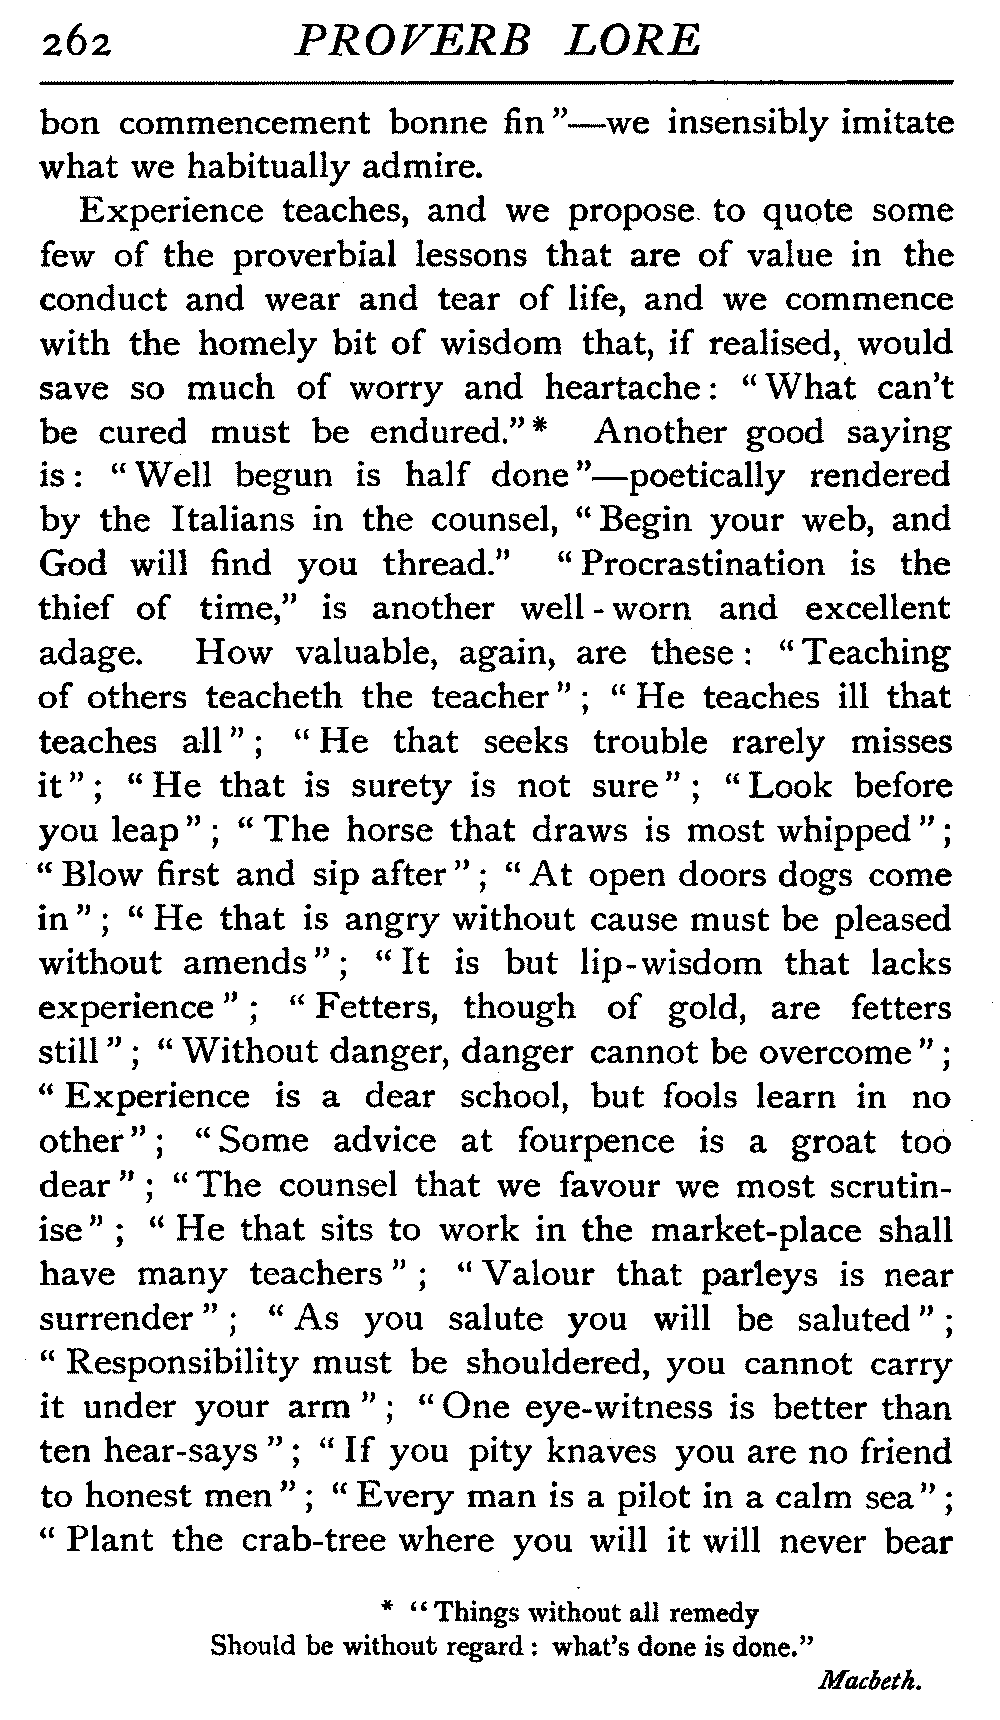 262 PROVERB LORE
bon commencement bonne fin"—we insensibly imitate
what we habitually admire.
Experience teaches, and we propose to quote some
few of the proverbial lessons that are of value in the
conduct and wear and tear of life, and we commence
with the homely bit of wisdom that, if realised, would
save so much of worry and heartache: "What can't
be cured must be endured."* Another good saying
is: "Well begun is half done"—poetically rendered
by the Italians in the counsel, "Begin your web, and
God will find you thread." "Procrastination is the
thief of time," is another well-worn and excellent
adage. How valuable, again, are these: "Teaching
of others teacheth the teacher"; "He teaches ill that
teaches all"; "He that seeks trouble rarely misses
it"; "He that is surety is not sure"; "Look before
you leap"; "The horse that draws is most whipped";
"Blow first and sip after"; "At open doors dogs come
in"; "He that is angry without cause must be pleased
without amends"; "It is but lip-wisdom that lacks
experience"; "Fetters, though of gold, are fetters
still"; "Without danger, danger cannot be overcome";
"Experience is a dear school, but fools learn in no
other"; "Some advice at fourpence is a groat too
dear"; "The counsel that we favour we most scrutin-
ise"; "He that sits to work in the market-place shall
have many teachers"; "Valour that parleys is near
surrender"; "As you salute you will be saluted";
"Responsibility must be shouldered, you cannot carry
it under your arm"; "One eye-witness is better than
ten hear-says"; "If you pity knaves you are no friend
to honest men"; "Every man is a pilot in a calm sea";
"Plant the crab-tree where you will it will never bear
* "Things without all remedy
Should be without regard: what's done is done."
Macbeth.